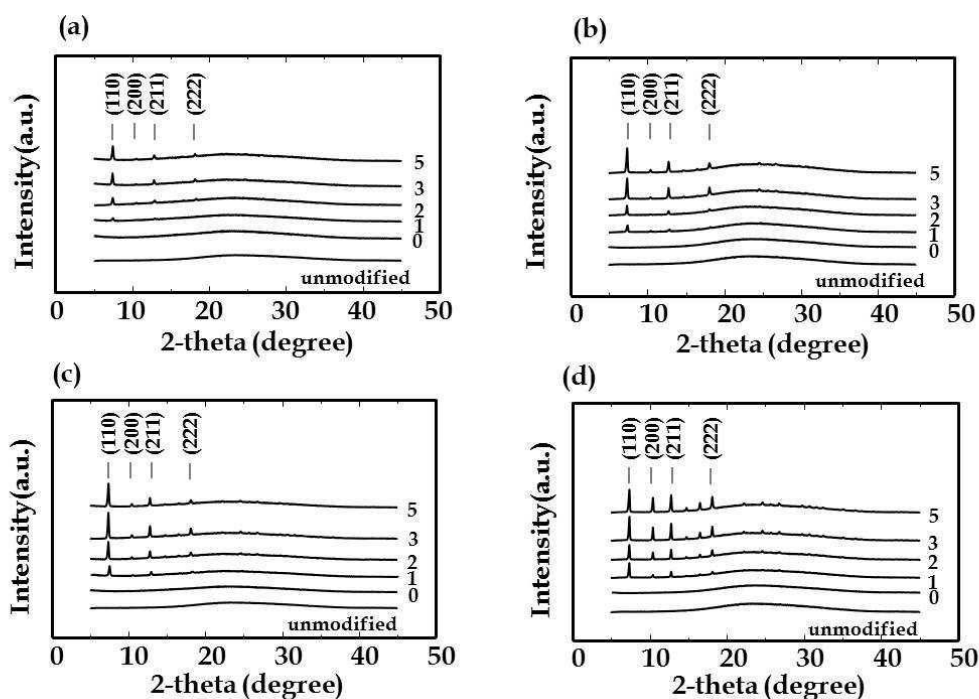 (a)
Intensity(a.u.)
(110)
(200)
(211)
(222)
5
3
2
1
0
unmodified
0 10 20 30 40 50
2-theta (degree)
(b)
Intensity(a.u.)
(110)
(200)
(211)
(222)
5
3
2
1
0
unmodified
0 10 20 30 40 50
2-theta (degree)
(c)
Intensity(a.u.)
(110)
(200)
(211)
(222)
5
3
2
1
0
unmodified
0 10 20 30 40 50
2-theta (degree)
(d)
Intensity(a.u.)
(110)
(200)
(211)
(222)
5
3
2
1
0
unmodified
0 10 20 30 40 50
2-theta (degree)